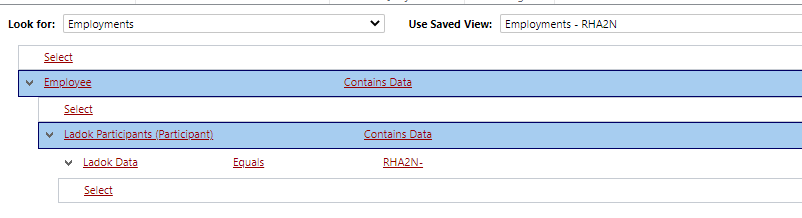 Look for: Employments Use Saved View: Employments - RHA2N
Select
Employee Contains Data
Select
Ladok Participants (Participant) Contains Data
Ladok Data Equals RHA2N-
Select